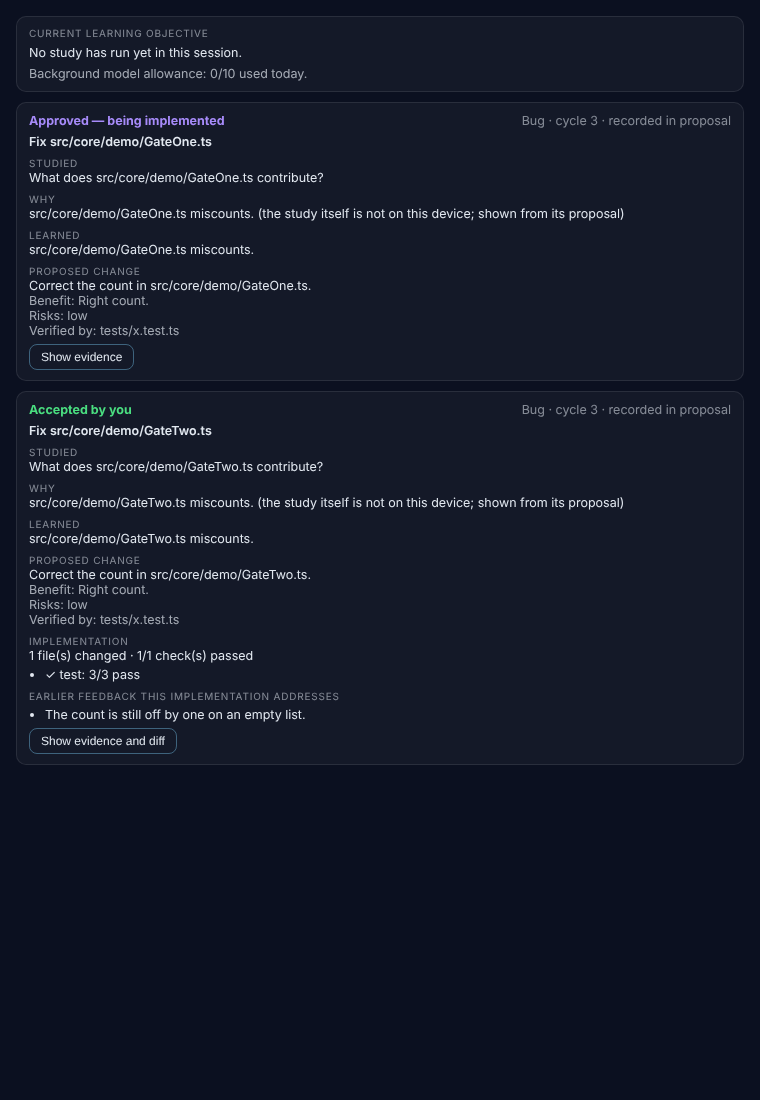 CURRENT LEARNING OBJECTIVE
No study has run yet in this session.
Background model allowance: 0/10 used today.
Approved — being implemented
Bug · cycle 3 · recorded in proposal
Fix src/core/demo/GateOne.ts
STUDIED
What does src/core/demo/GateOne.ts contribute?
WHY
src/core/demo/GateOne.ts miscounts. (the study itself is not on this device; shown from its proposal)
LEARNED
src/core/demo/GateOne.ts miscounts.
PROPOSED CHANGE
Correct the count in src/core/demo/GateOne.ts.
Benefit: Right count.
Risks: low
Verified by: tests/x.test.ts
Show evidence
Accepted by you
Bug · cycle 3 · recorded in proposal
Fix src/core/demo/GateTwo.ts
STUDIED
What does src/core/demo/GateTwo.ts contribute?
WHY
src/core/demo/GateTwo.ts miscounts. (the study itself is not on this device; shown from its proposal)
LEARNED
src/core/demo/GateTwo.ts miscounts.
PROPOSED CHANGE
Correct the count in src/core/demo/GateTwo.ts.
Benefit: Right count.
Risks: low
Verified by: tests/x.test.ts
IMPLEMENTATION
1 file(s) changed · 1/1 check(s) passed
• ✓ test: 3/3 pass
EARLIER FEEDBACK THIS IMPLEMENTATION ADDRESSES
• The count is still off by one on an empty list.
Show evidence and diff